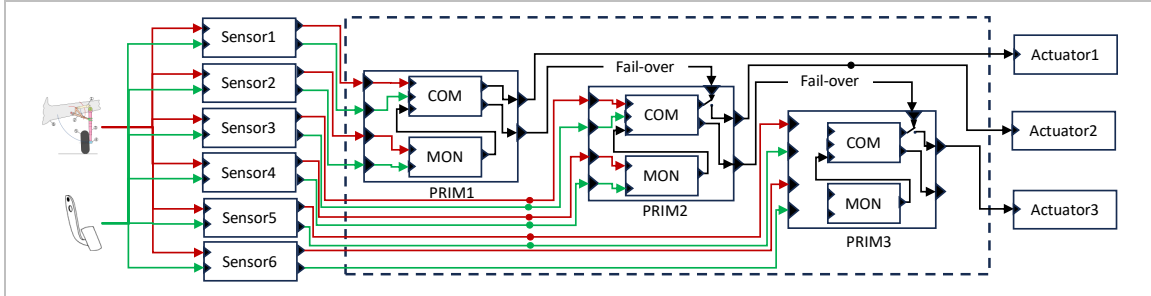 Sensor1
Sensor2
Sensor3
Sensor4
Sensor5
Sensor6
COM
MON
PRIM1
Fail-over
COM
MON
PRIM2
Fail-over
COM
MON
PRIM3
Actuator1
Actuator2
Actuator3